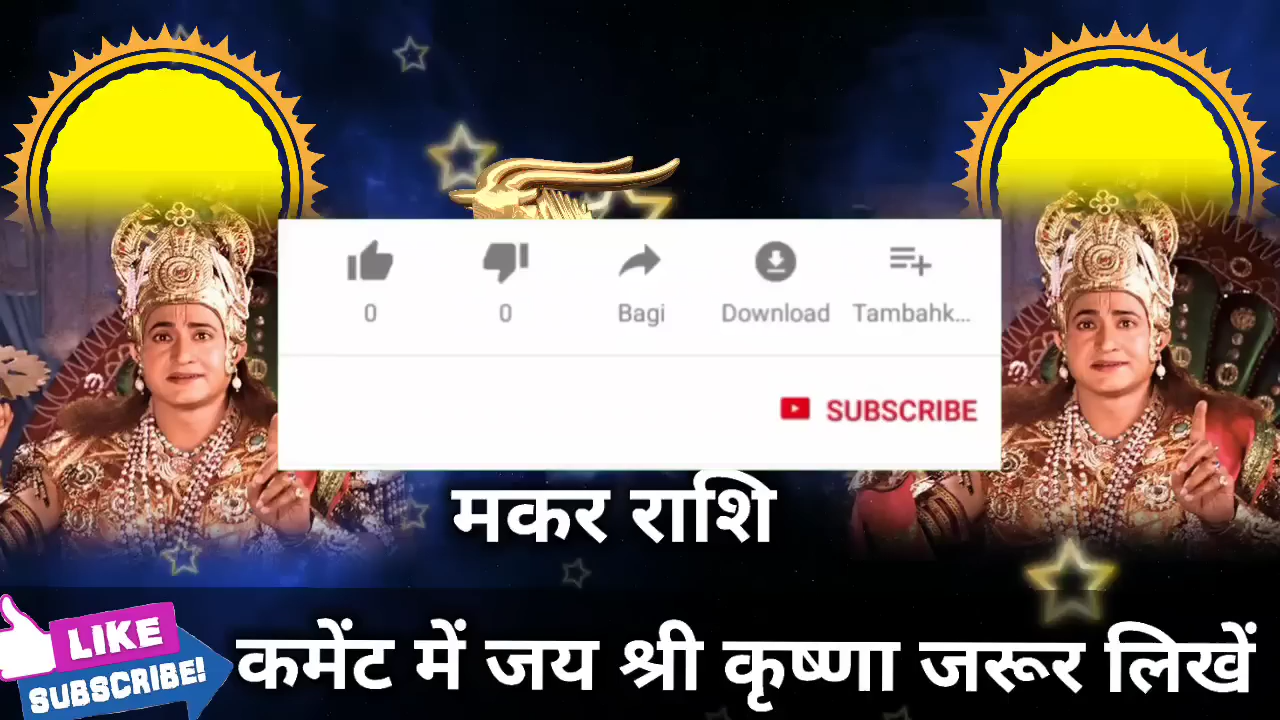 0 0 Bagi Download Tambahk...
SUBSCRIBE
मकर राशि
LIKE
SUBSCRIBE!
कमेंट में जय श्री कृष्णा जरूर लिखें